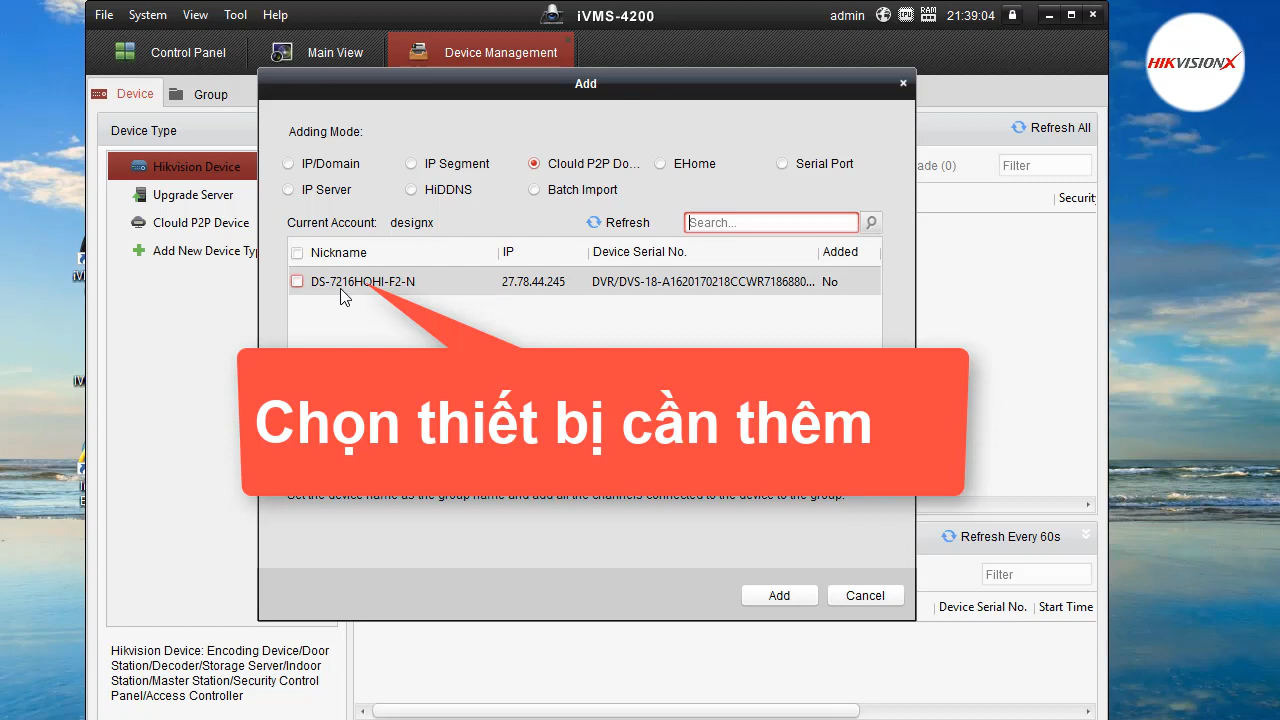 File System View Tool Help
iVMS-4200
admin
21:39:04
HIKVISIONX
Control Panel
Main View
Device Management
Device
Group
Add
Device Type
Adding Mode:
Refresh All
Hikvision Device
IP/Domain
IP Segment
Clould P2P Do...
EHome
Serial Port
Filter
Upgrade Server
IP Server
HiDDNS
Batch Import
Security
Clould P2P Device
Current Account: designx
Refresh
Search...
Add New Device Ty
Nickname
IP
Device Serial No.
Added
DS-7216HQHI-F2-N
27.78.44.245
DVR/DVS-18-A1620170218CCWR7186880...
No
Chọn thiết bị cần thêm
Set the device name as the group name and add all the channels connected to the device to the group.
Refresh Every 60s
Filter
Add
Cancel
Device Serial No.
Start Time
Hikvision Device: Encoding Device/Door
Station/Decoder/Storage Server/Indoor
Station/Master Station/Security Control
Panel/Access Controller